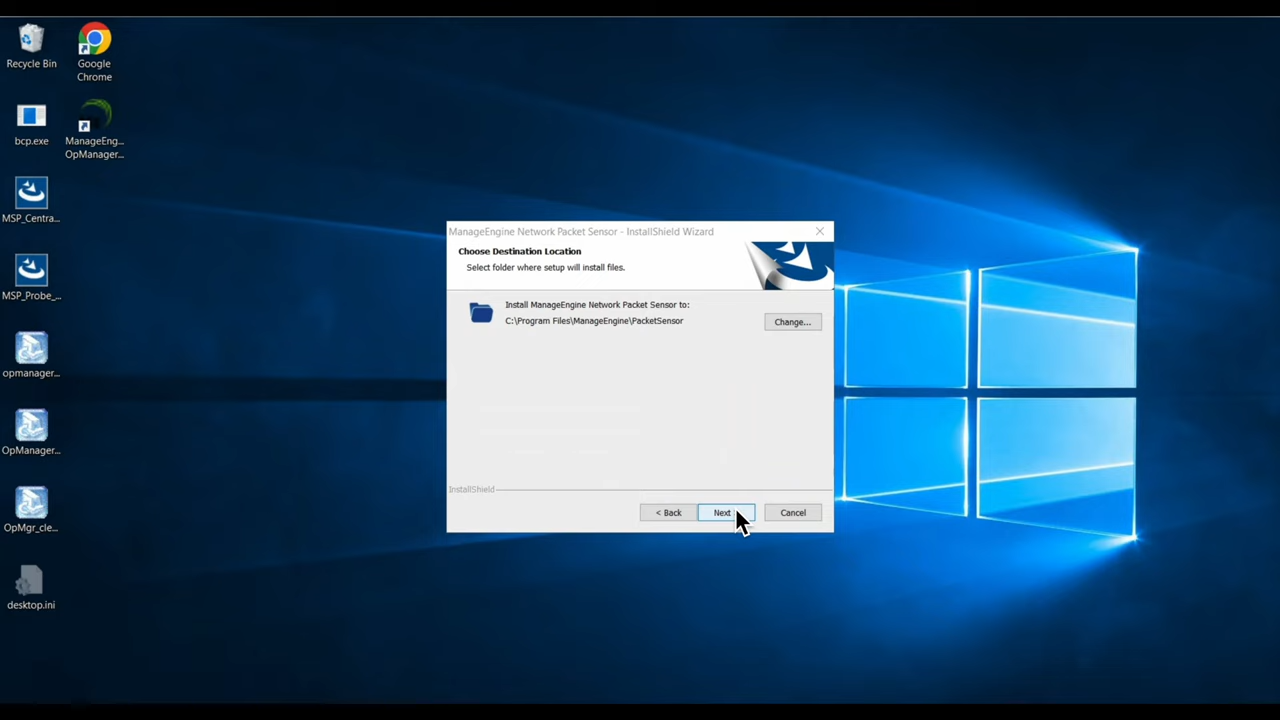 Recycle Bin
Google
Chrome
bcp.exe
ManageEng...
OpManager...
MSP_Centra...
MSP_Probe_...
opmanager...
OpManager...
OpMgr_cle...
desktop.ini
ManageEngine Network Packet Sensor - InstallShield Wizard
Choose Destination Location
Select folder where setup will install files.
Install ManageEngine Network Packet Sensor to:
C:\Program Files\ManageEngine\PacketSensor
Change...
InstallShield
< Back
Next
Cancel